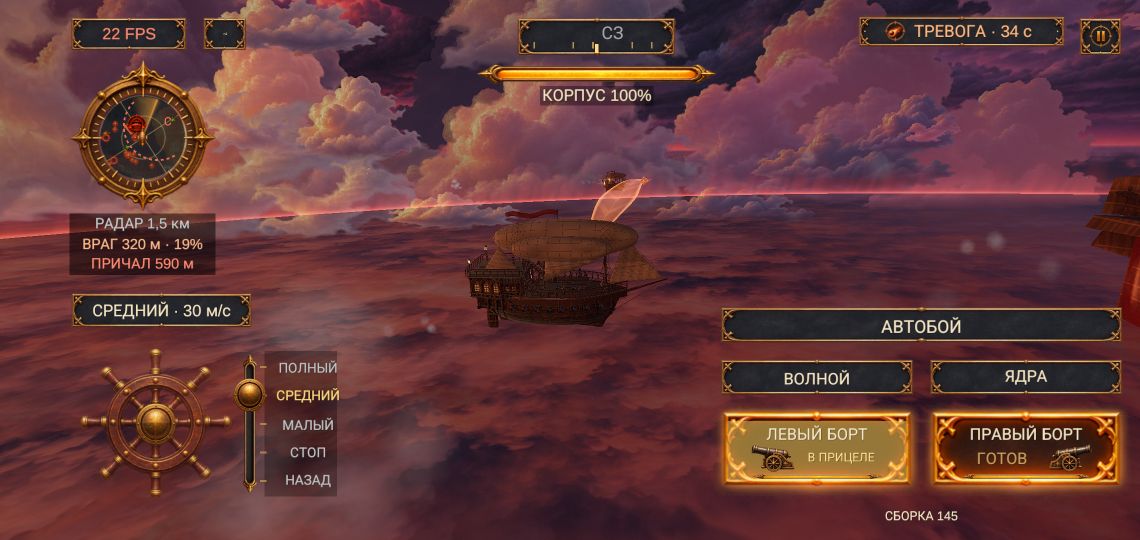 22 FPS
СЗ
ТРЕВОГА · 34 с
КОРПУС 100%
РАДАР 1,5 км
ВРАГ 320 м · 19%
ПРИЧАЛ 590 м
СРЕДНИЙ · 30 м/с
ПОЛНЫЙ
СРЕДНИЙ
МАЛЫЙ
СТОП
НАЗАД
АВТОБОЙ
ВОЛНОЙ
ЯДРА
ЛЕВЫЙ БОРТ
В ПРИЦЕЛЕ
ПРАВЫЙ БОРТ
ГОТОВ
СБОРКА 145